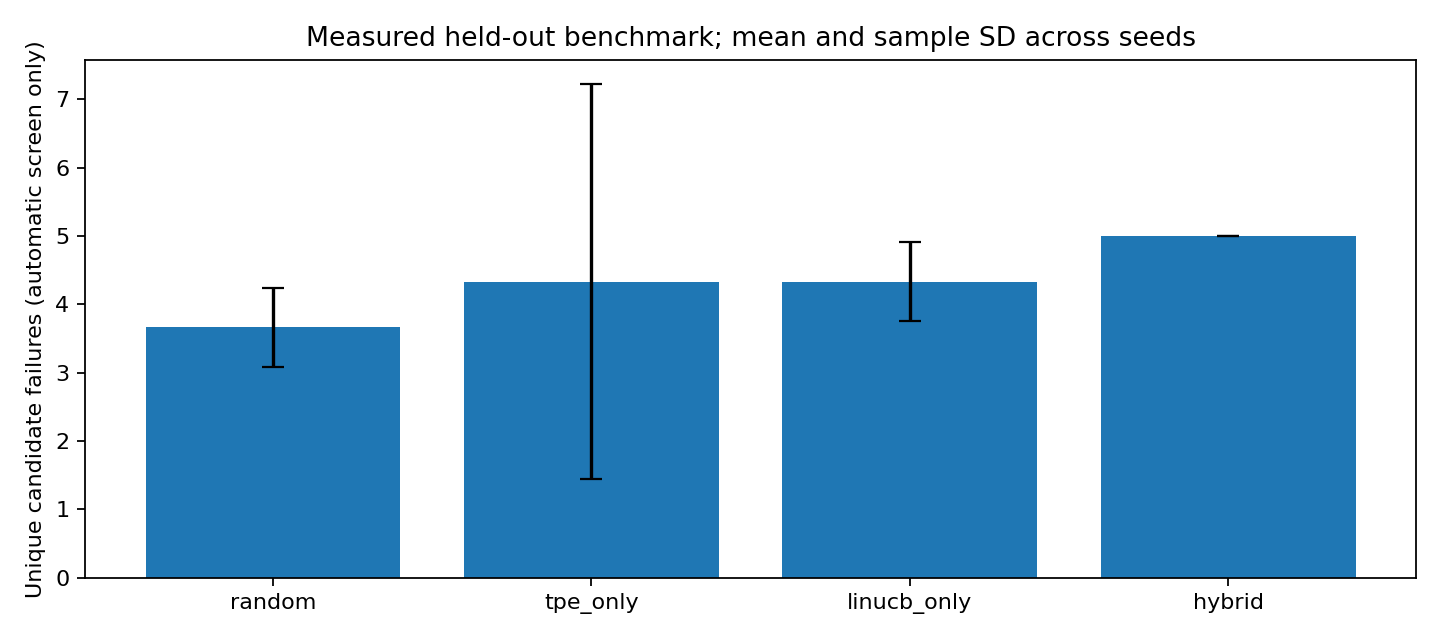 Measured held-out benchmark; mean and sample SD across seeds
Unique candidate failures (automatic screen only)
7
6
5
4
3
2
1
0
random
tpe_only
linucb_only
hybrid